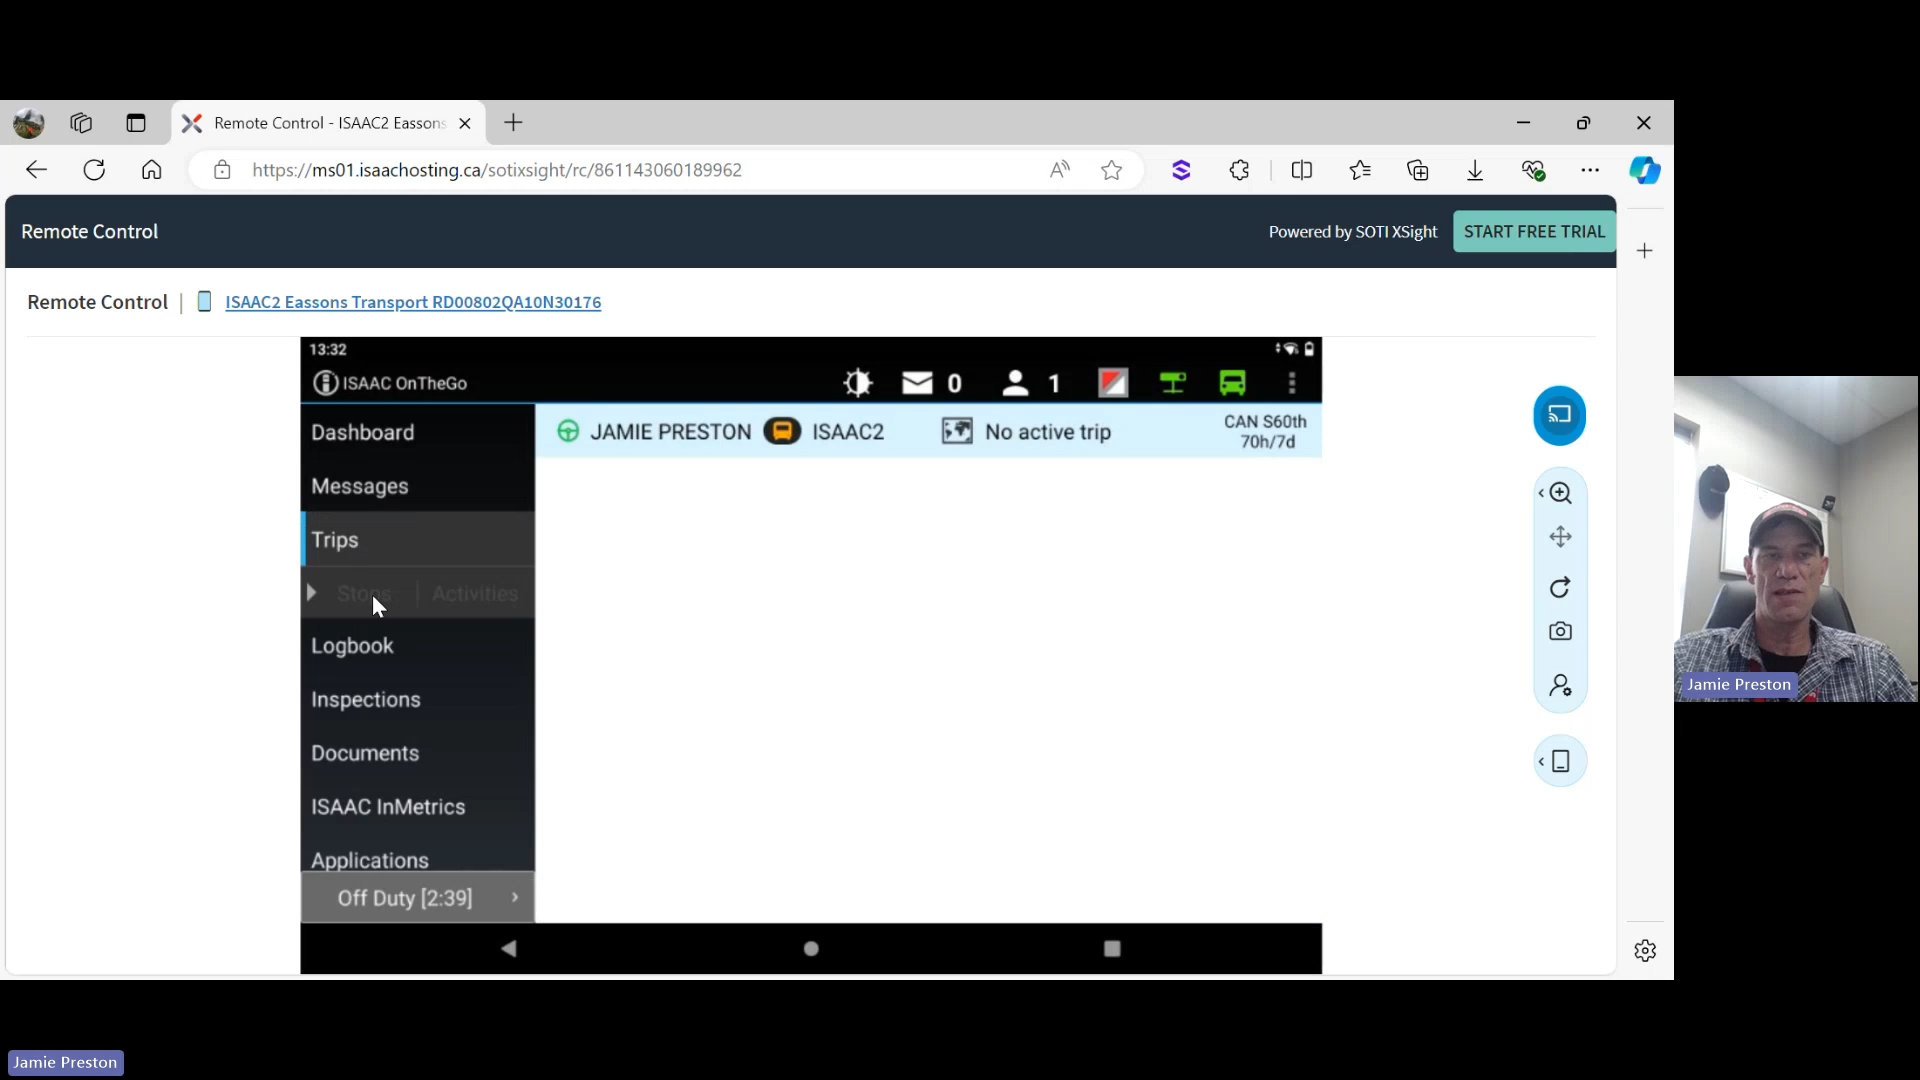 Remote Control - ISAAC2 Eassons
https://ms01.isaachosting.ca/sotixsight/rc/861143060189962
Remote Control
Powered by SOTI XSight
START FREE TRIAL
Remote Control | ISAAC2 Eassons Transport RD00802QA10N30176
13:32
ISAAC OnTheGo
0
1
Dashboard
JAMIE PRESTON
ISAAC2
No active trip
CAN S60th
70h/7d
Messages
Trips
Stops
Activities
Logbook
Inspections
Documents
ISAAC InMetrics
Applications
Off Duty [2:39]
Jamie Preston
Jamie Preston